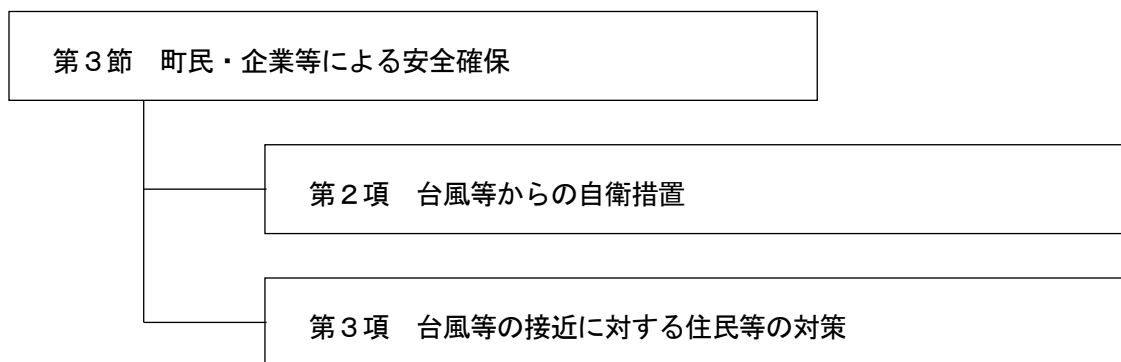 第３節　町民・企業等による安全確保
第２項　台風等からの自衛措置
第３項　台風等の接近に対する住民等の対策